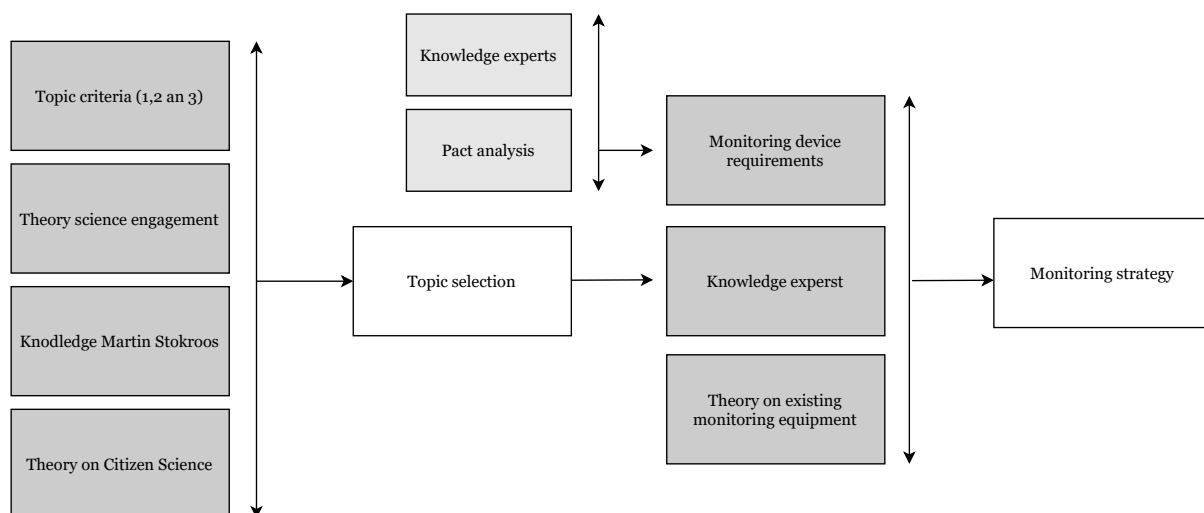 Topic criteria (1,2 an 3)
Theory science engagement
Knodledge Martin Stokroos
Theory on Citizen Science
Topic selection
Knowledge experts
Pact analysis
Monitoring device
requirements
Knowledge experst
Theory on existing
monitoring equipment
Monitoring strategy